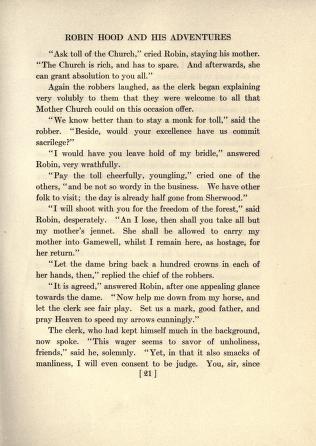 ROBIN HOOD AND HIS ADVENTURES
"Ask toll of the Church," cried Robin, staying his mother.
"The Church is rich, and has to spare. And afterwards, she
can grant absolution to you all."
Again the robbers laughed, as the clerk began explaining
very volubly to them that they were welcome to all that
Mother Church could on this occasion offer.
"We know better than to stay a monk for toll," said the
robber. "Beside, would your excellence have us commit
sacrilege?"
"I would have you leave hold of my bridle," answered
Robin, very wrathfully.
"Pay the toll cheerfully, youngling," cried one of the
others, "and be not so wordy in the business. We have other
folk to visit; the day is already half gone from Sherwood."
"I will shoot with you for the freedom of the forest," said
Robin, desperately. "An I lose, then shall you take all but
my mother's jennet. She shall be allowed to carry my
mother into Gamewell, whilst I remain here, as hostage, for
her return."
"Let the dame bring back a hundred crowns in each of
her hands, then," replied the chief of the robbers.
"It is agreed," answered Robin, after one appealing glance
towards the dame. "Now help me down from my horse, and
let the clerk see fair play. Set us a mark, good father, and
pray Heaven to speed my arrows cunningly."
The clerk, who had kept himself much in the background,
now spoke. "This wager seems to savor of unholiness,
friends," said he, solemnly. "Yet, in that it also smacks of
manliness, I will even consent to be judge. You, sir, since
[ 21 ]